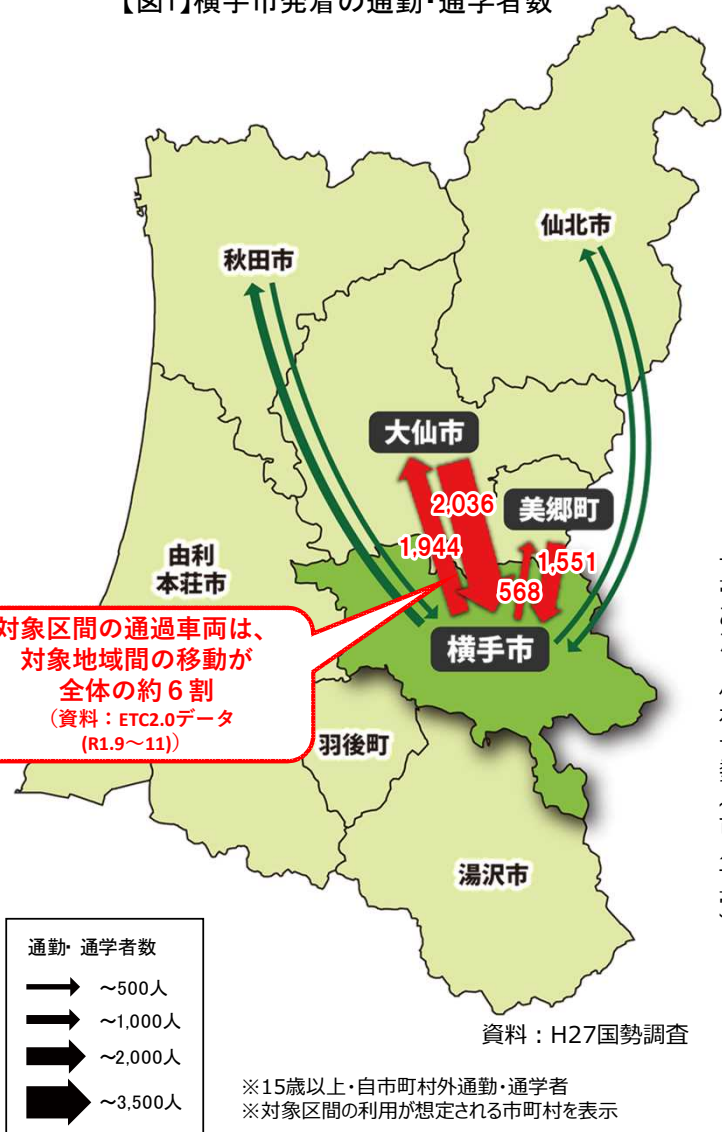 【図1】横手市発着の通勤・通学者数
仙北市
秋田市
大仙市
2,036
美郷町
1,944
1,551
568
由利
本荘市
横手市
対象区間の通過車両は、
対象地域間の移動が
全体の約６割
（資料：ETC2.0データ
(R1.9～11)）
羽後町
湯沢市
通勤・通学者数
～500人
～1,000人
～2,000人
～3,500人
資料：H27国勢調査
※15歳以上・自市町村外通勤・通学者
※対象区間の利用が想定される市町村を表示